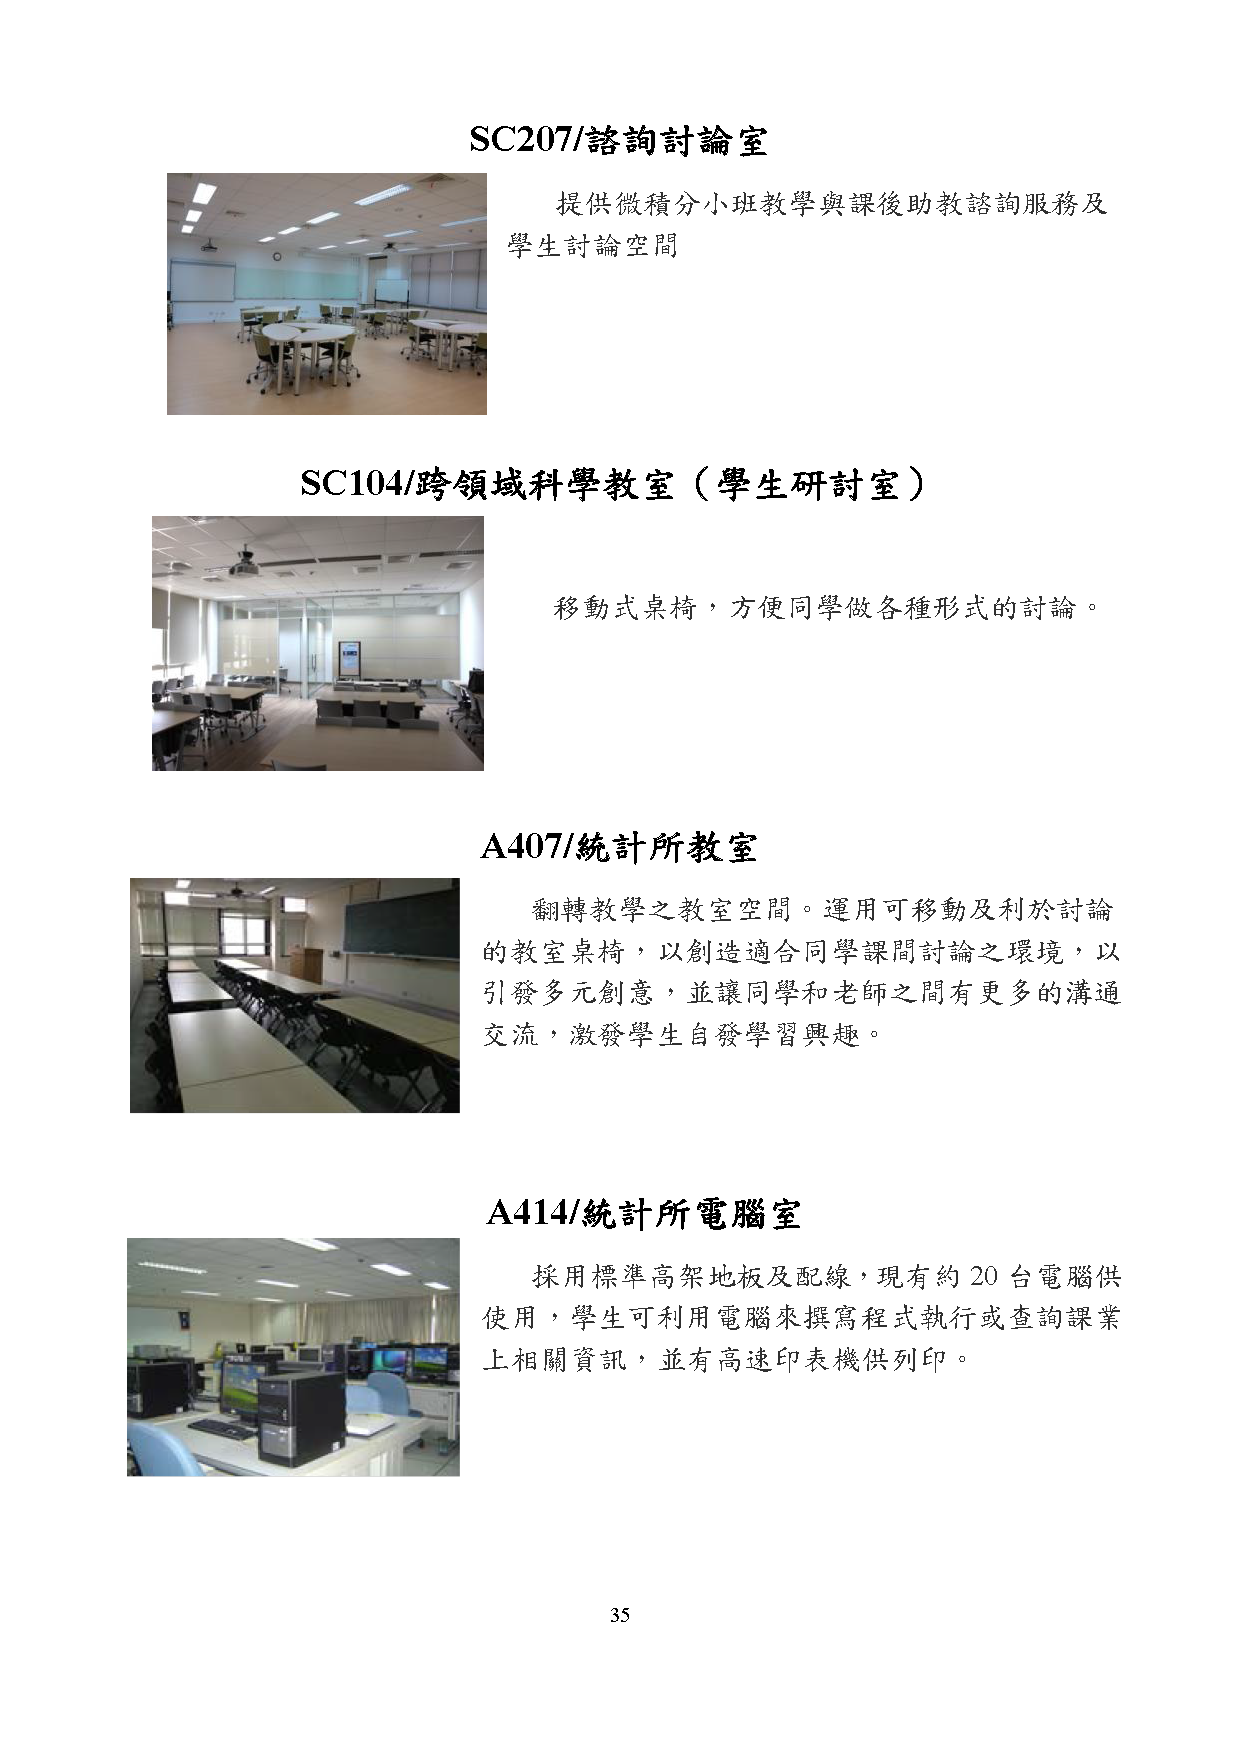 SC207/諮詢討論室
提供微積分小班教學與課後助教諮詢服務及
學生討論空間
SC104/跨領域科學教室（學生研討室）
移動式桌椅，方便同學做各種形式的討論。
A407/統計所教室
翻轉教學之教室空間。運用可移動及利於討論
的教室桌椅，以創造適合同學課間討論之環境，以
引發多元創意，並讓同學和老師之間有更多的溝通
交流，激發學生自發學習興趣。
A414/統計所電腦室
採用標準高架地板及配線，現有約 20 台電腦供
使用，學生可利用電腦來撰寫程式執行或查詢課業
上相關資訊，並有高速印表機供列印。
35